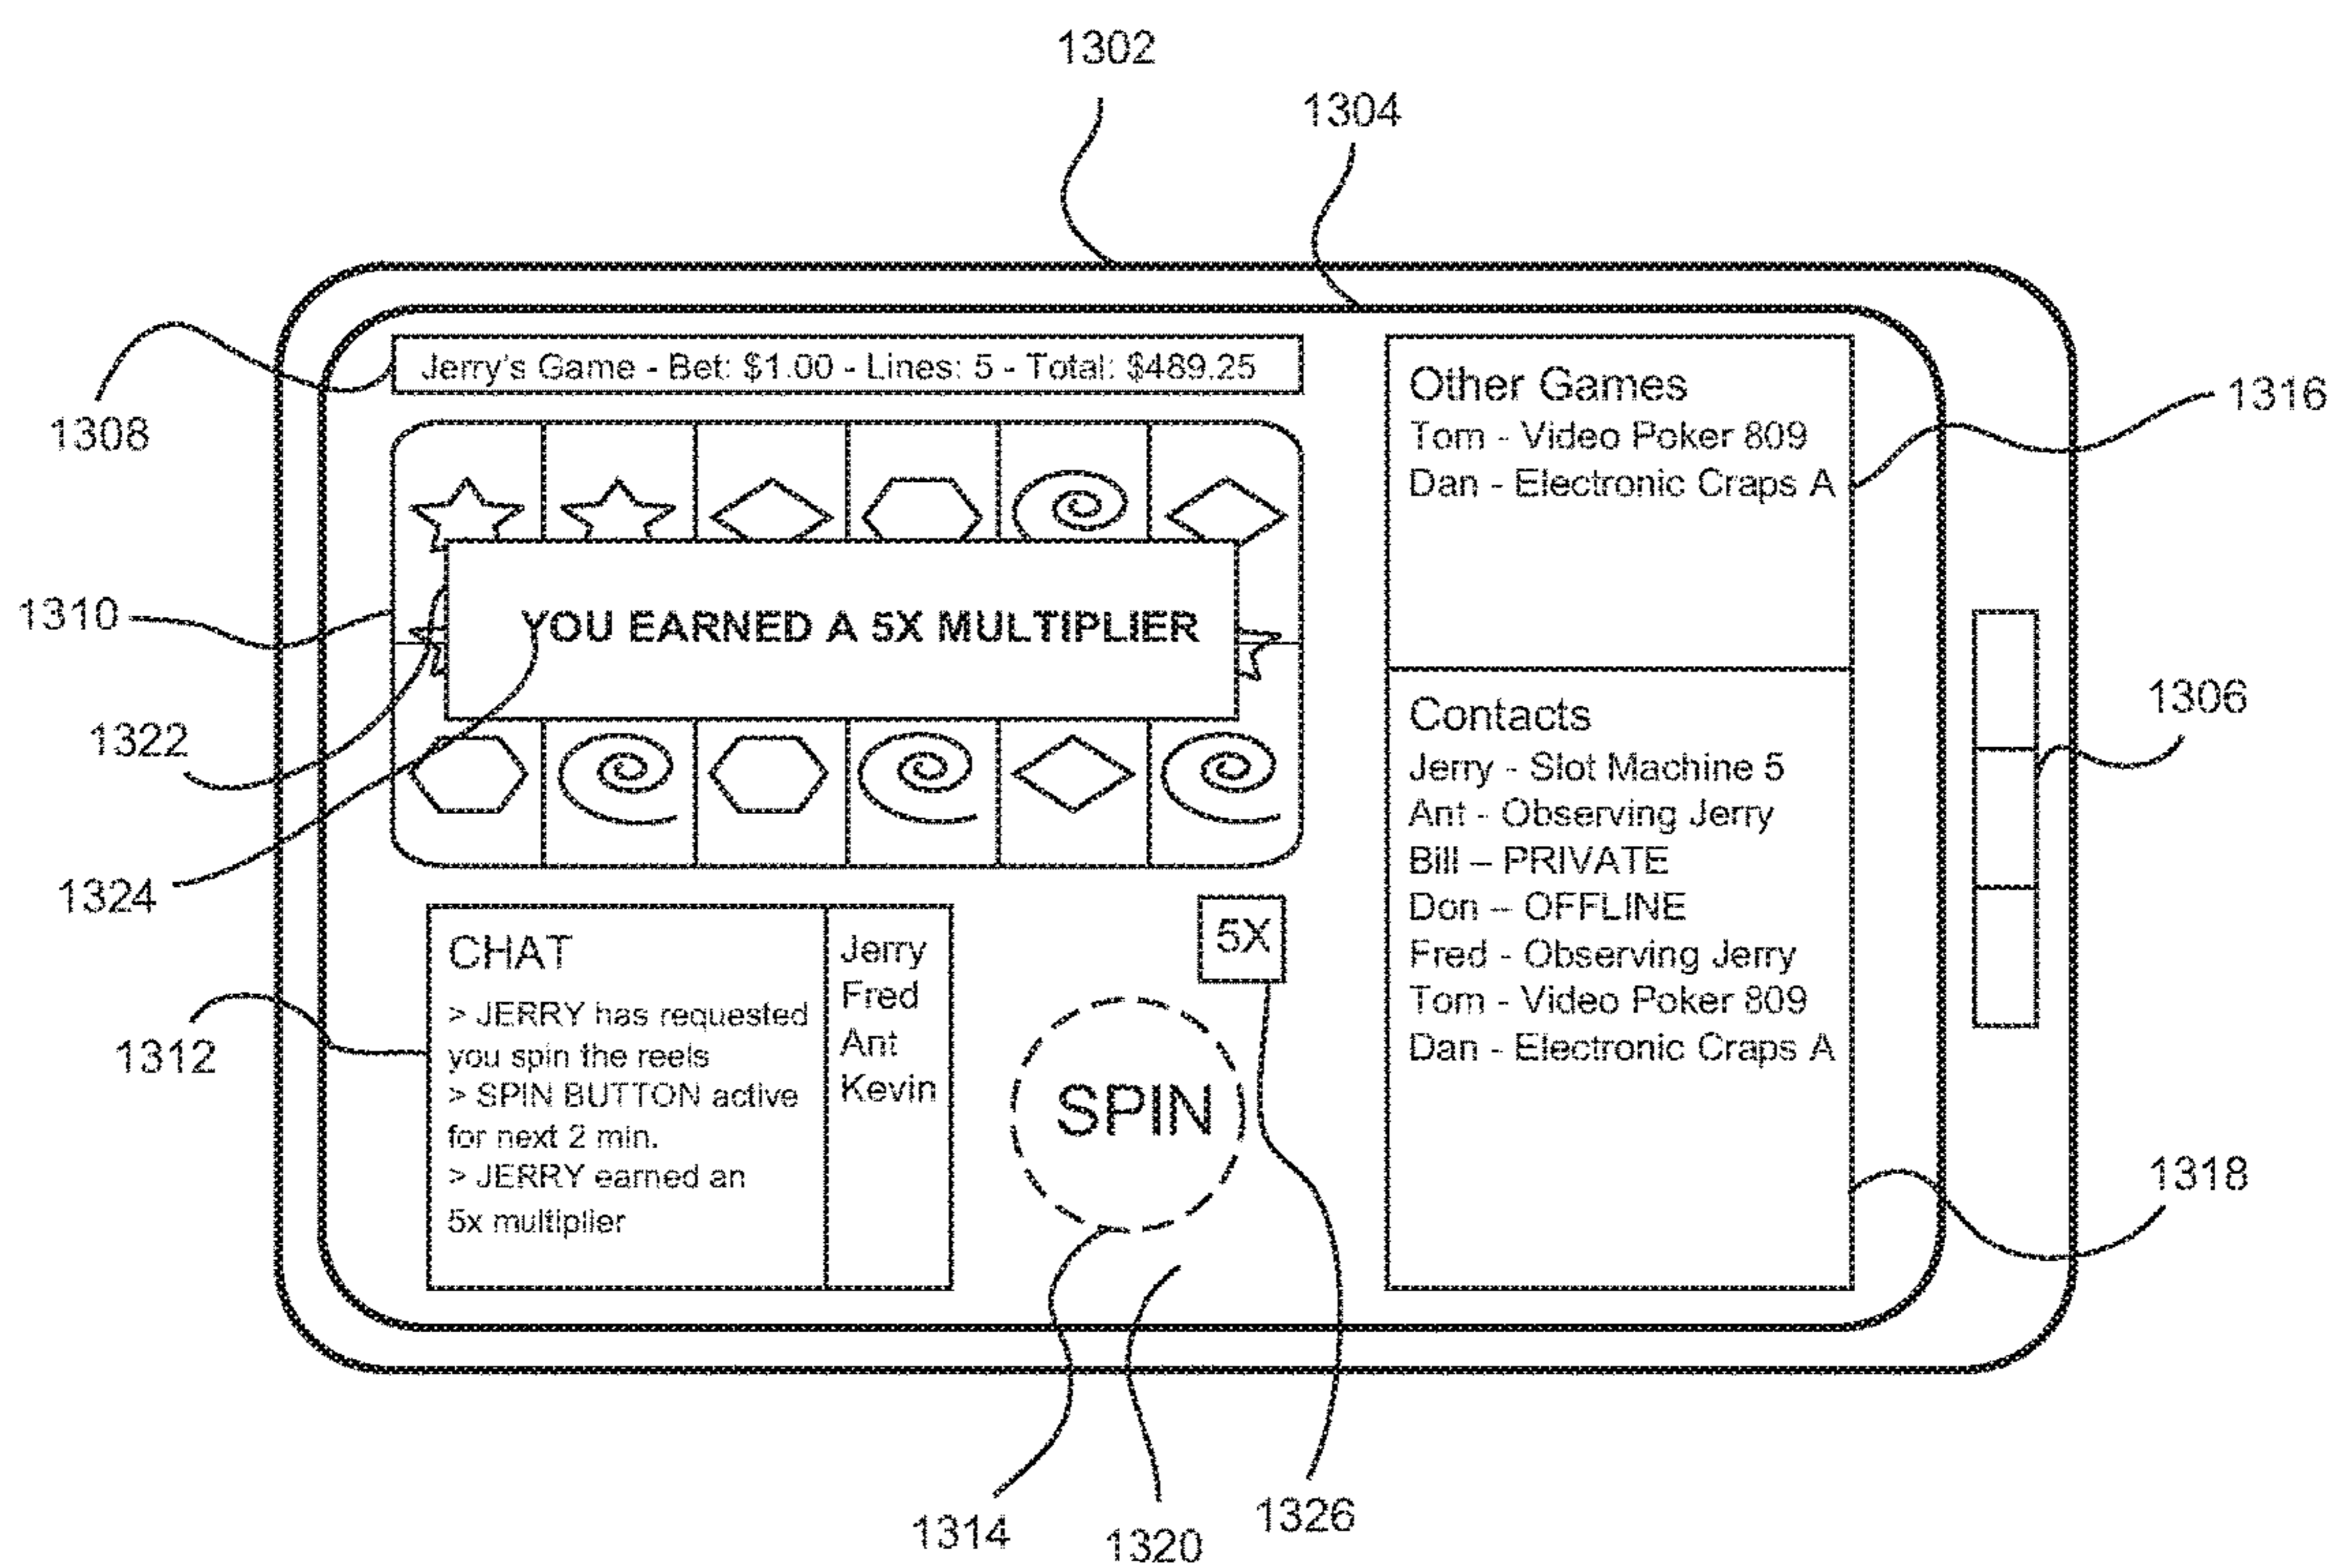 1302
1304
1308
Jerry's Game - Bet: $1.00 - Lines: 5 - Total: $489.25
1310
YOU EARNED A 5X MULTIPLIER
1322
1324
CHAT
> JERRY has requested
you spin the reels
> SPIN BUTTON active
for next 2 min.
> JERRY earned an
5x multiplier
Jerry
Fred
Ant
Kevin
1312
5X
SPIN
Other Games
Tom - Video Poker 809
Dan - Electronic Craps A
1316
Contacts
Jerry - Slot Machine 5
Ant - Observing Jerry
Bill – PRIVATE
Don – OFFLINE
Fred - Observing Jerry
Tom - Video Poker 809
Dan - Electronic Craps A
1306
1318
1314
1320
1326